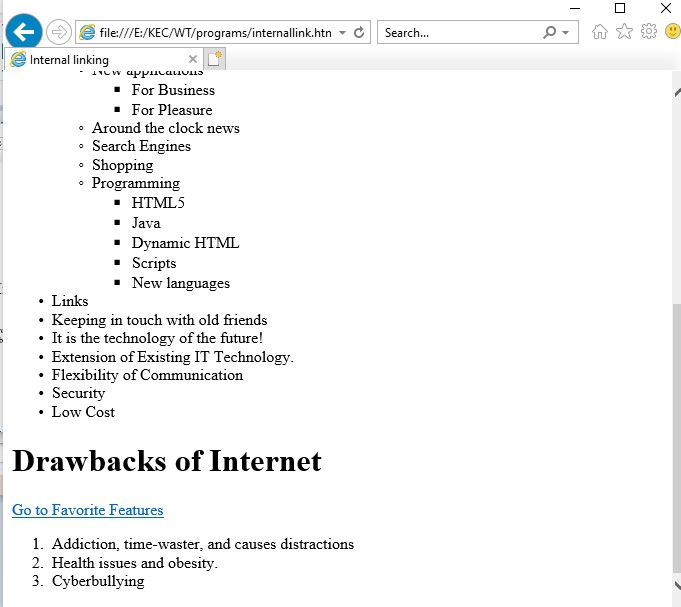 file:///E:/KEC/WT/programs/internallink.htn
Search...
Internal linking
New applications
For Business
For Pleasure
Around the clock news
Search Engines
Shopping
Programming
HTML5
Java
Dynamic HTML
Scripts
New languages
Links
Keeping in touch with old friends
It is the technology of the future!
Extension of Existing IT Technology.
Flexibility of Communication
Security
Low Cost
Drawbacks of Internet
Go to Favorite Features
1. Addiction, time-waster, and causes distractions
2. Health issues and obesity.
3. Cyberbullying